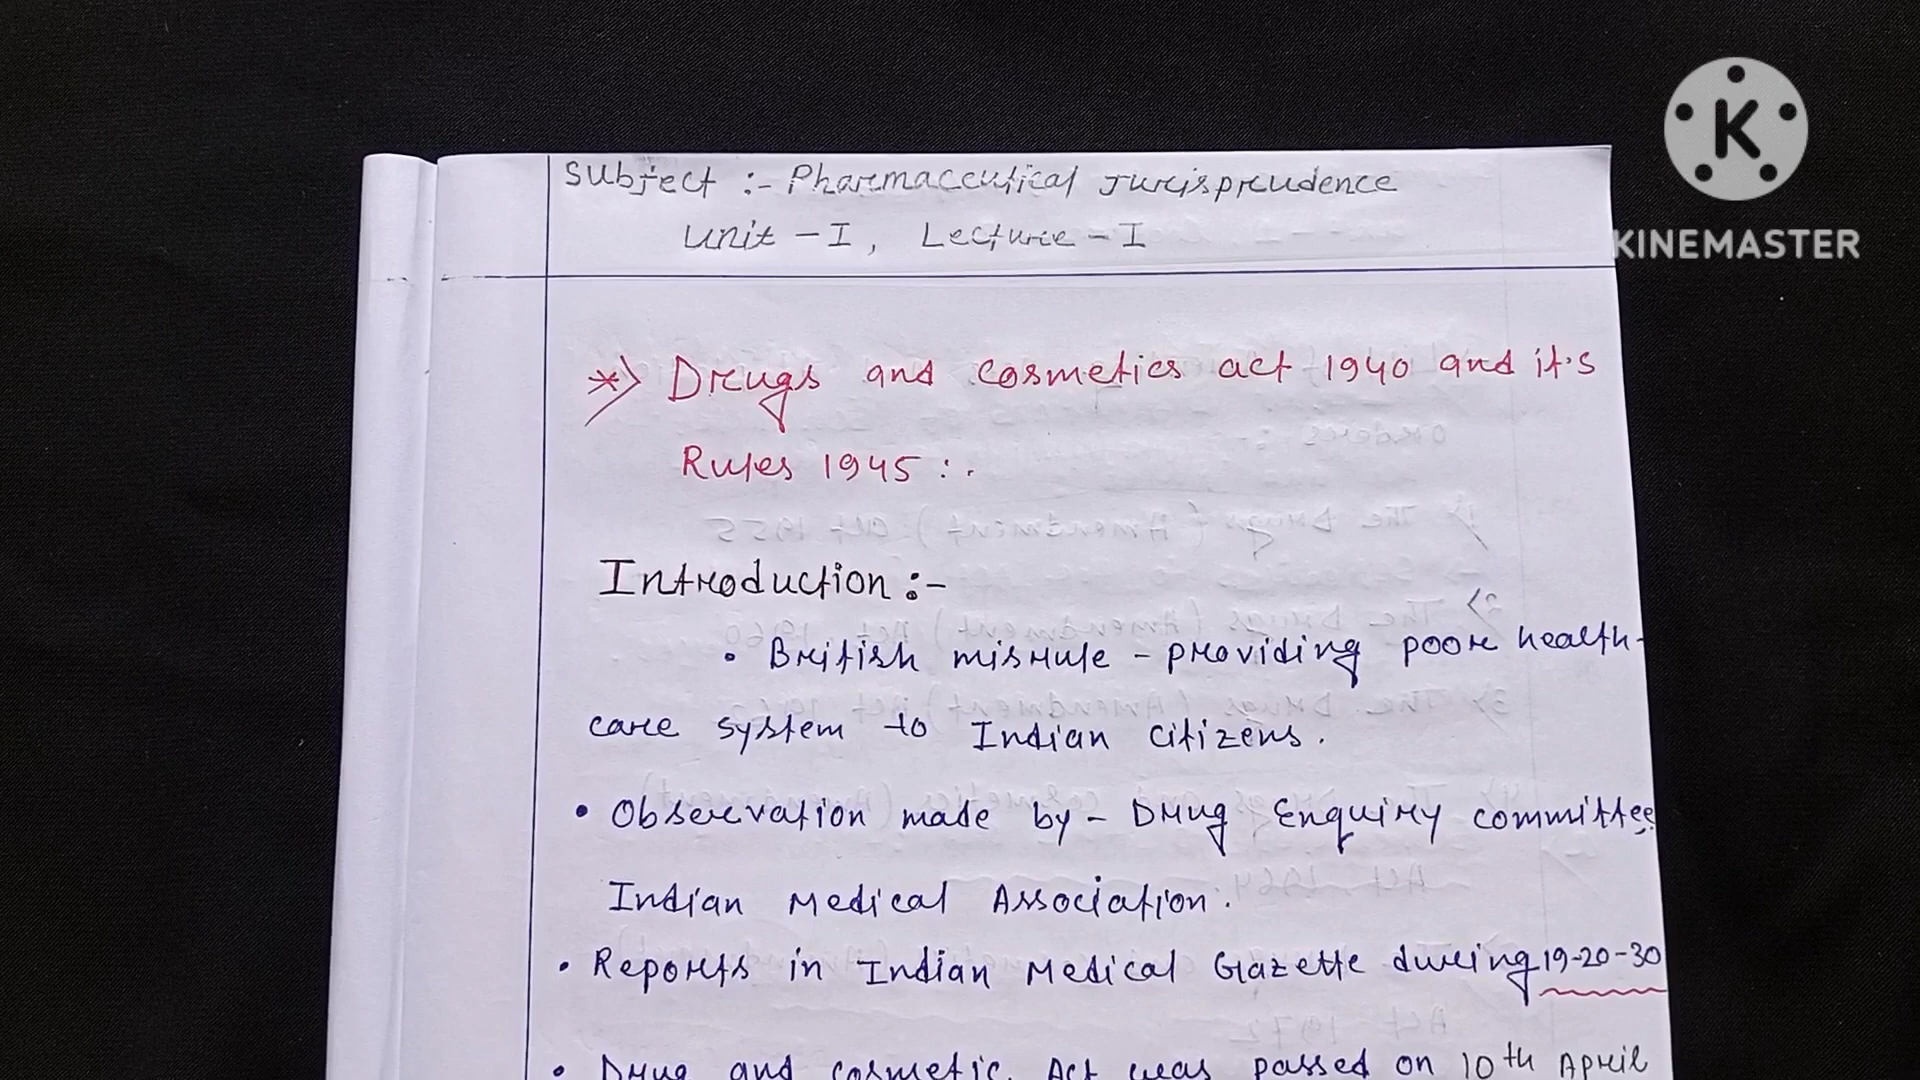 Subject :- Pharmaceutical Jurisprudence
Unit - I, Lecture - I
KINEMASTER
*> Drugs and cosmetics act 1940 and it's
Rules 1945 :.
Introduction :-
• British misrule - providing poor health-
care system to Indian citizens.
• Observation made by - Drug Enquiry committee
Indian Medical Association.
• Reports in Indian Medical Gazette during 19-20-30
• Drug and cosmetic Act was passed on 10th April